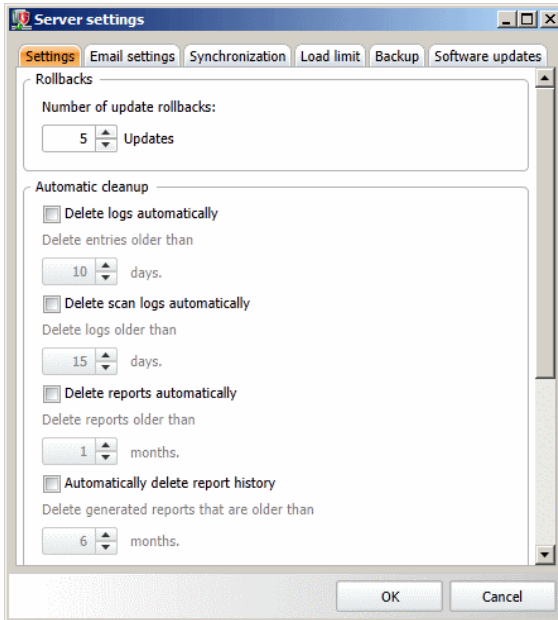 Server settings
Settings Email settings Synchronization Load limit Backup Software updates
Rollbacks
Number of update rollbacks:
5 Updates
Automatic cleanup
Delete logs automatically
Delete entries older than
10 days.
Delete scan logs automatically
Delete logs older than
15 days.
Delete reports automatically
Delete reports older than
1 months.
Automatically delete report history
Delete generated reports that are older than
6 months.
OK Cancel